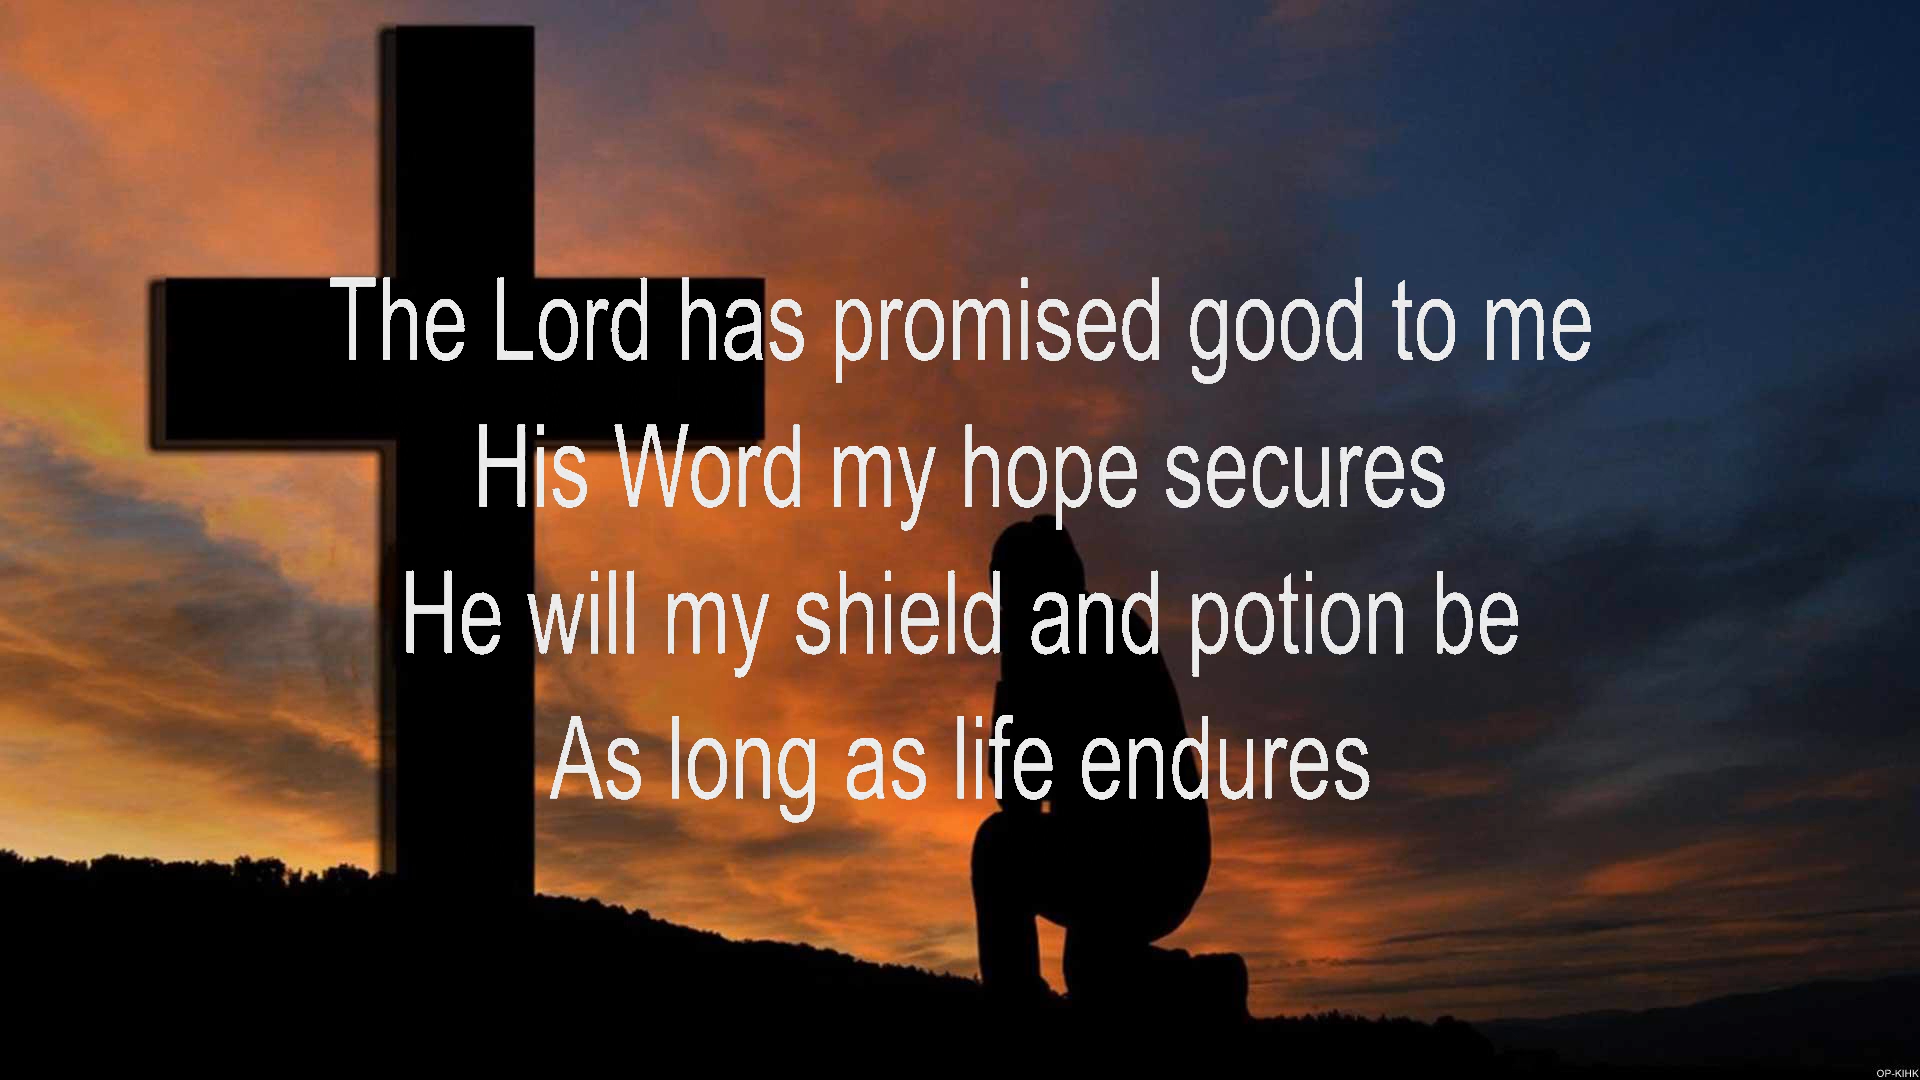 The Lord has promised good to me
His Word my hope secures
He will my shield and potion be
As long as life endures
OP-KIHK